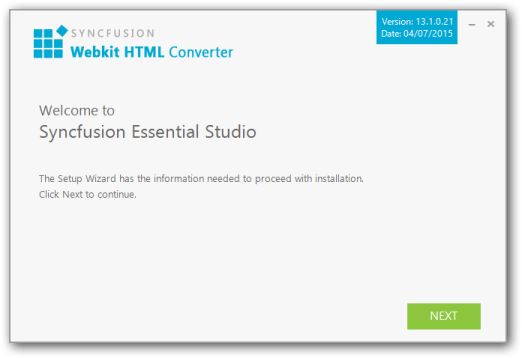 SYNCFUSION
Webkit HTML Converter
Version: 13.1.0.21
Date: 04/07/2015
Welcome to
Syncfusion Essential Studio
The Setup Wizard has the information needed to proceed with installation.
Click Next to continue.
NEXT